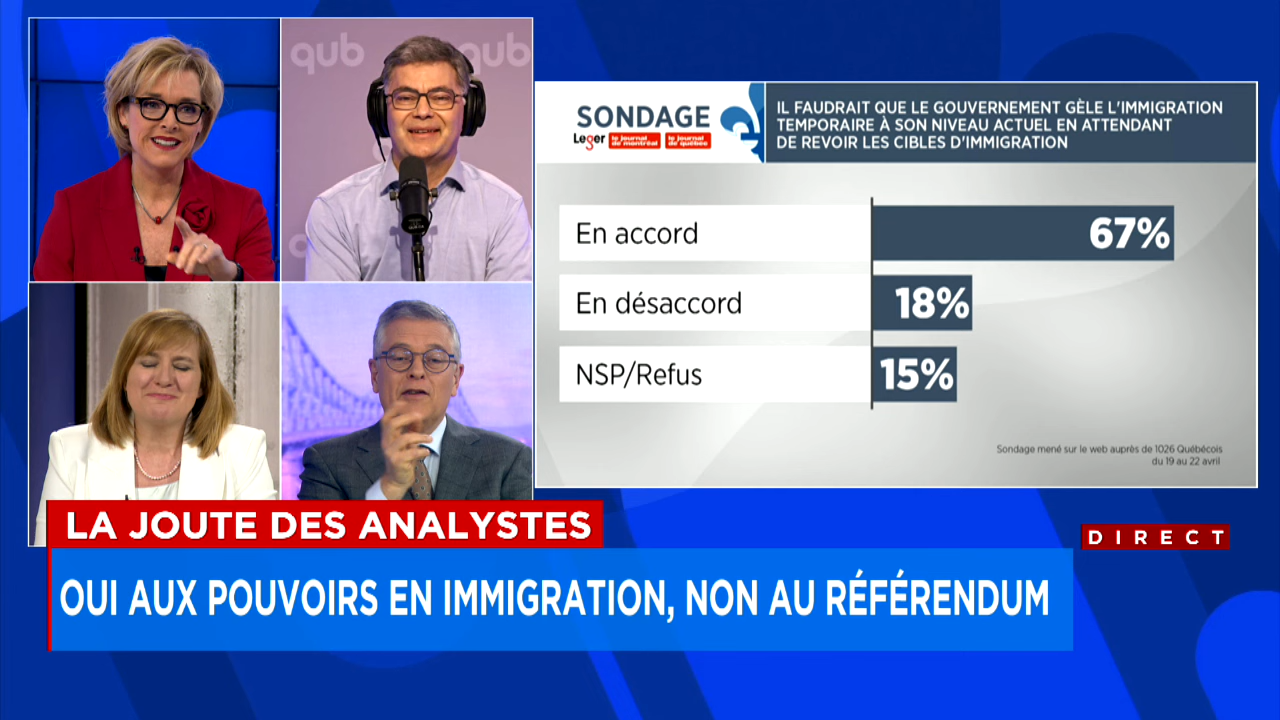 qub
qub
SONDAGE
Leger le journal de montréal le journal de québec
IL FAUDRAIT QUE LE GOUVERNEMENT GÈLE L'IMMIGRATION
TEMPORAIRE À SON NIVEAU ACTUEL EN ATTENDANT
DE REVOIR LES CIBLES D'IMMIGRATION
En accord
67%
En désaccord
18%
NSP/Refus
15%
Sondage mené sur le web auprès de 1026 Québécois
du 19 au 22 avril
LA JOUTE DES ANALYSTES
DIRECT
OUI AUX POUVOIRS EN IMMIGRATION, NON AU RÉFÉRENDUM